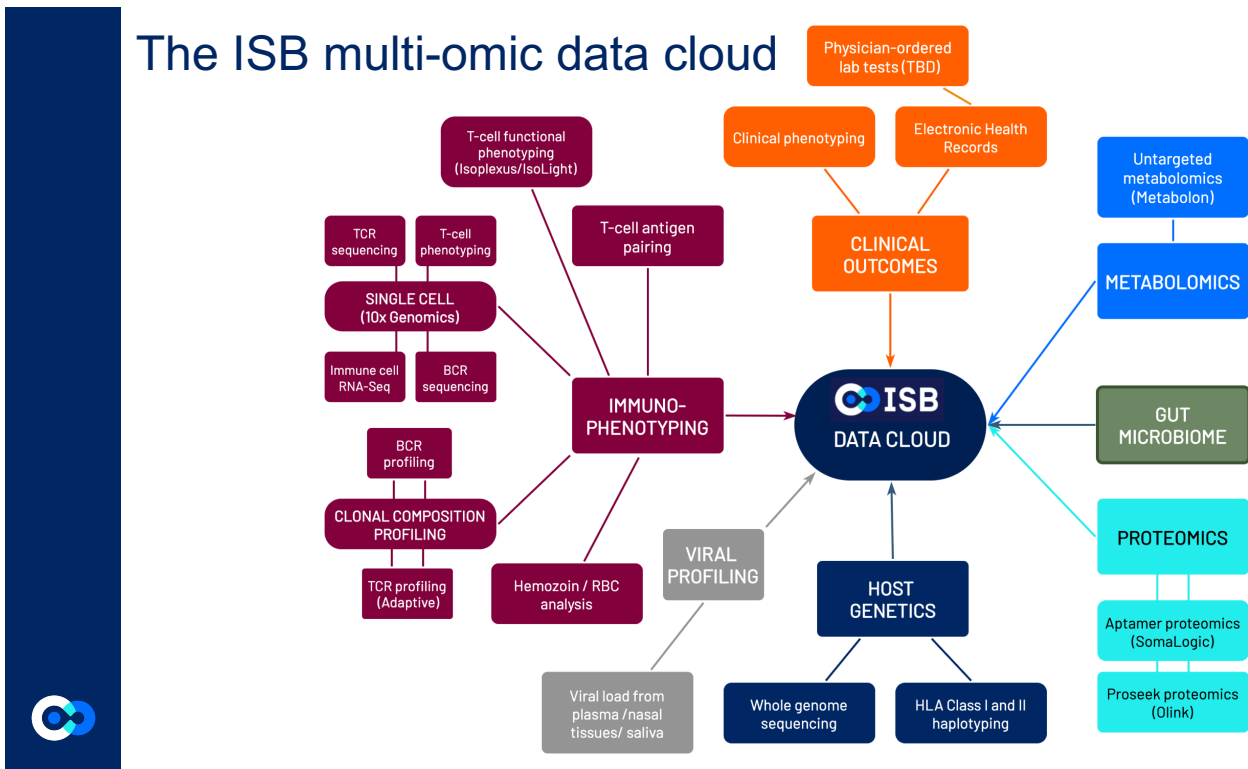 The ISB multi-omic data cloud
Physician-ordered
lab tests (TBD)
Clinical phenotyping
Electronic Health
Records
CLINICAL
OUTCOMES
T-cell functional
phenotyping
(Isoplexus/IsoLight)
T-cell antigen
pairing
TCR
sequencing
T-cell
phenotyping
SINGLE CELL
(10x Genomics)
Immune cell
RNA-Seq
BCR
sequencing
IMMUNO-
PHENOTYPING
BCR
profiling
CLONAL COMPOSITION
PROFILING
TCR profiling
(Adaptive)
Hemozoin / RBC
analysis
Untargeted
metabolomics
(Metabolon)
METABOLOMICS
ISB
DATA CLOUD
GUT
MICROBIOME
PROTEOMICS
Aptamer proteomics
(SomaLogic)
Proseek proteomics
(Olink)
VIRAL
PROFILING
Viral load from
plasma /nasal
tissues/ saliva
HOST
GENETICS
Whole genome
sequencing
HLA Class I and II
haplotyping